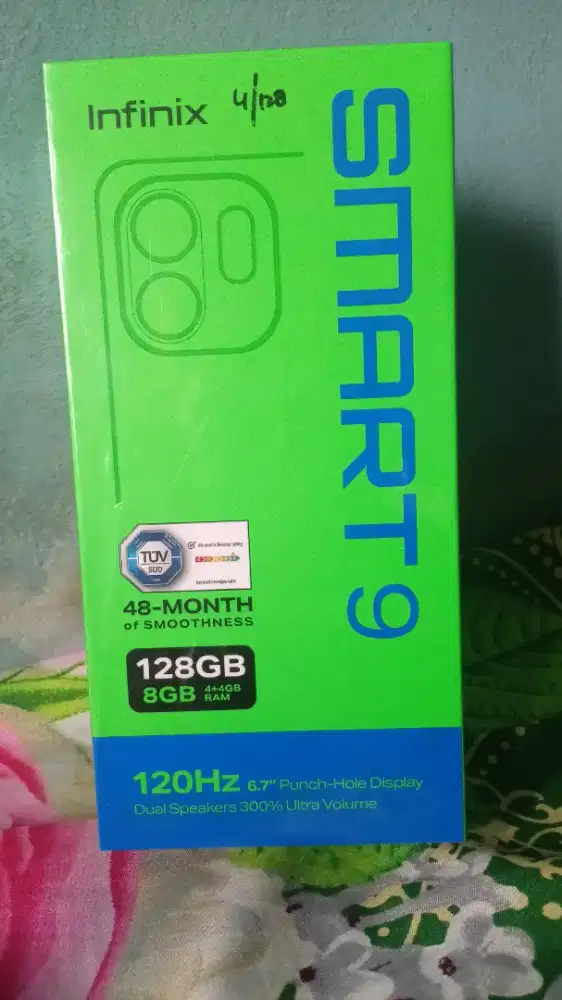 Infinix
4/128
SMART 9
TÜV
SUD
48-MONTH
of SMOOTHNESS
128GB
8GB 4+4GB
RAM
120Hz 6.7" Punch-Hole Display
Dual Speakers 300% Ultra Volume